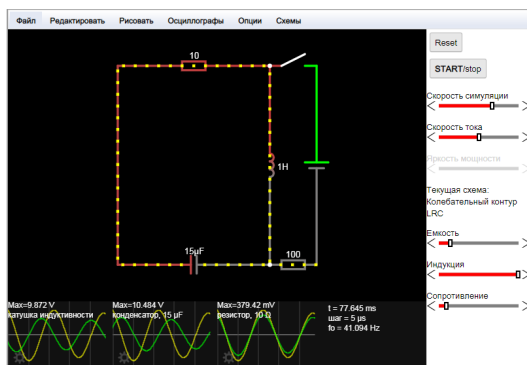 Файл Редактировать Рисовать Осциллографы Опции Схемы
Reset
START/stop
Скорость симуляции
Скорость тока
Яркость мощности
Текущая схема:
Колебательный контур
LRC
Емкость
Индукция
Сопротивление
10
1H
15μF
100
Max=9.872 V
катушка индуктивности
Max=10.484 V
конденсатор, 15 μF
Max=379.42 mV
резистор, 10 Ω
t = 77.645 ms
шаг = 5 μs
fo = 41.094 Hz